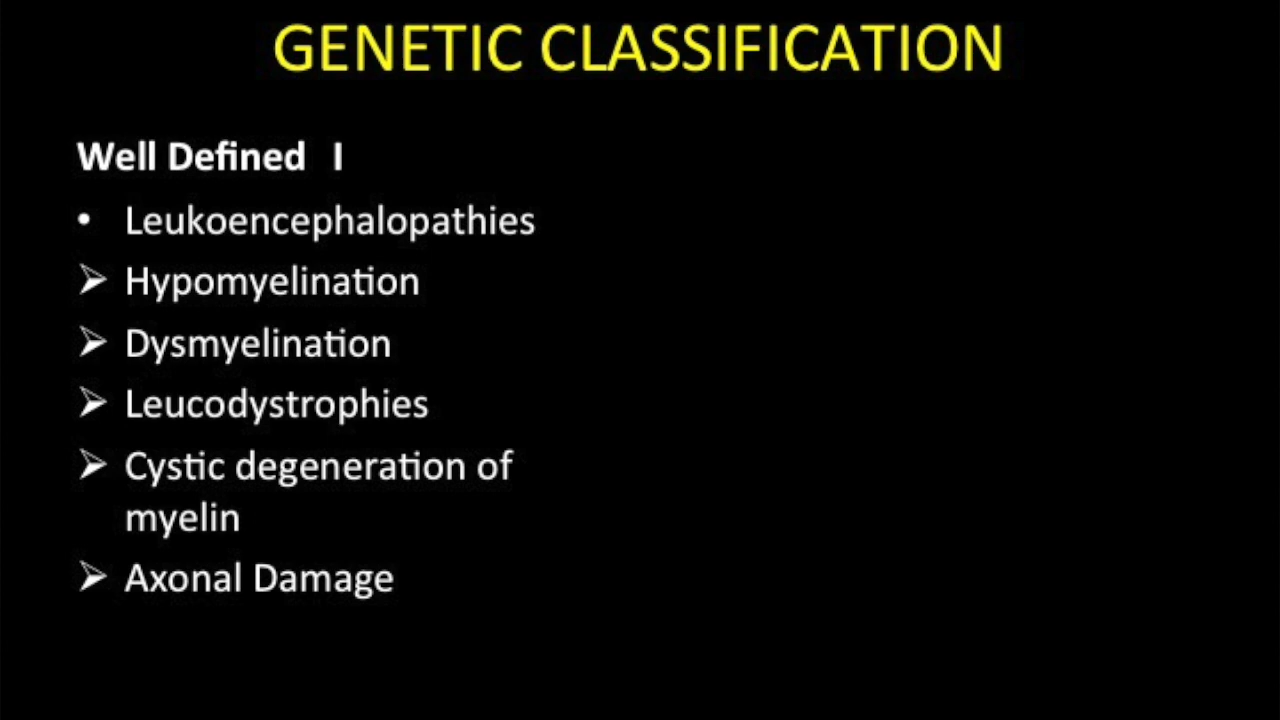 GENETIC CLASSIFICATION
Well Defined I
• Leukoencephalopathies
➢ Hypomyelination
➢ Dysmyelination
➢ Leucodystrophies
➢ Cystic degeneration of
myelin
➢ Axonal Damage